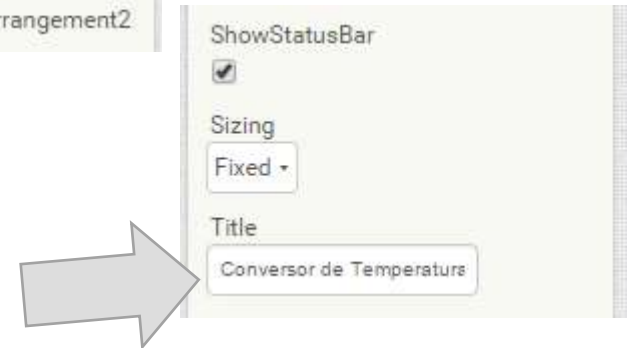 rrangement2
ShowStatusBar
Sizing
Fixed
Title
Conversor de Temperatura